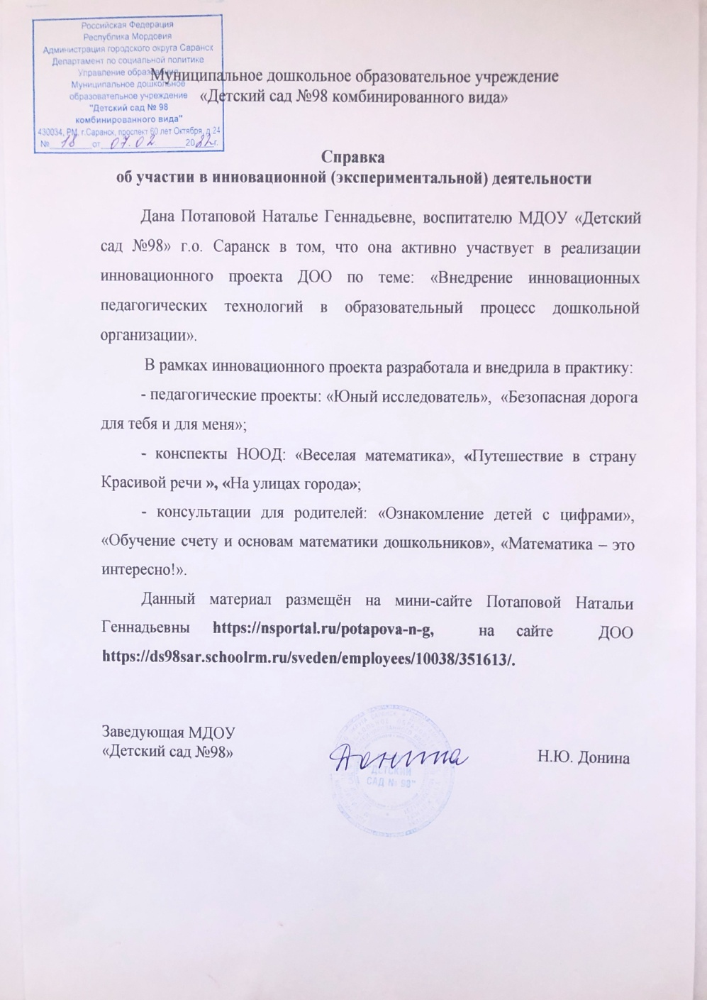 Российская Федерация
Республика Мордовия
Администрация городского округа Саранск
Департамент по социальной политике
Управление образования
Муниципальное дошкольное
образовательное учреждение
"Детский сад № 98
комбинированного вида"
430034, РМ, г.Саранск, проспект 60 лет Октября, д.24
№ 18 от 07.02 2022г.
Муниципальное дошкольное образовательное учреждение
«Детский сад №98 комбинированного вида»
Справка
об участии в инновационной (экспериментальной) деятельности
Дана Потаповой Наталье Геннадьевне, воспитателю МДОУ «Детский
сад №98» г.о. Саранск в том, что она активно участвует в реализации
инновационного проекта ДОО по теме: «Внедрение инновационных
педагогических технологий в образовательный процесс дошкольной
организации».
В рамках инновационного проекта разработала и внедрила в практику:
- педагогические проекты: «Юный исследователь», «Безопасная дорога
для тебя и для меня»;
- конспекты НООД: «Веселая математика», «Путешествие в страну
Красивой речи », «На улицах города»;
- консультации для родителей: «Ознакомление детей с цифрами»,
«Обучение счету и основам математики дошкольников», «Математика – это
интересно!».
Данный материал размещён на мини-сайте Потаповой Натальи
Геннадьевны https://nsportal.ru/potapova-n-g, на сайте ДОО
https://ds98sar.schoolrm.ru/sveden/employees/10038/351613/.
Заведующая МДОУ
«Детский сад №98»
Донина
"ДЕТСКИЙ
САД № 98"
Н.Ю. Донина